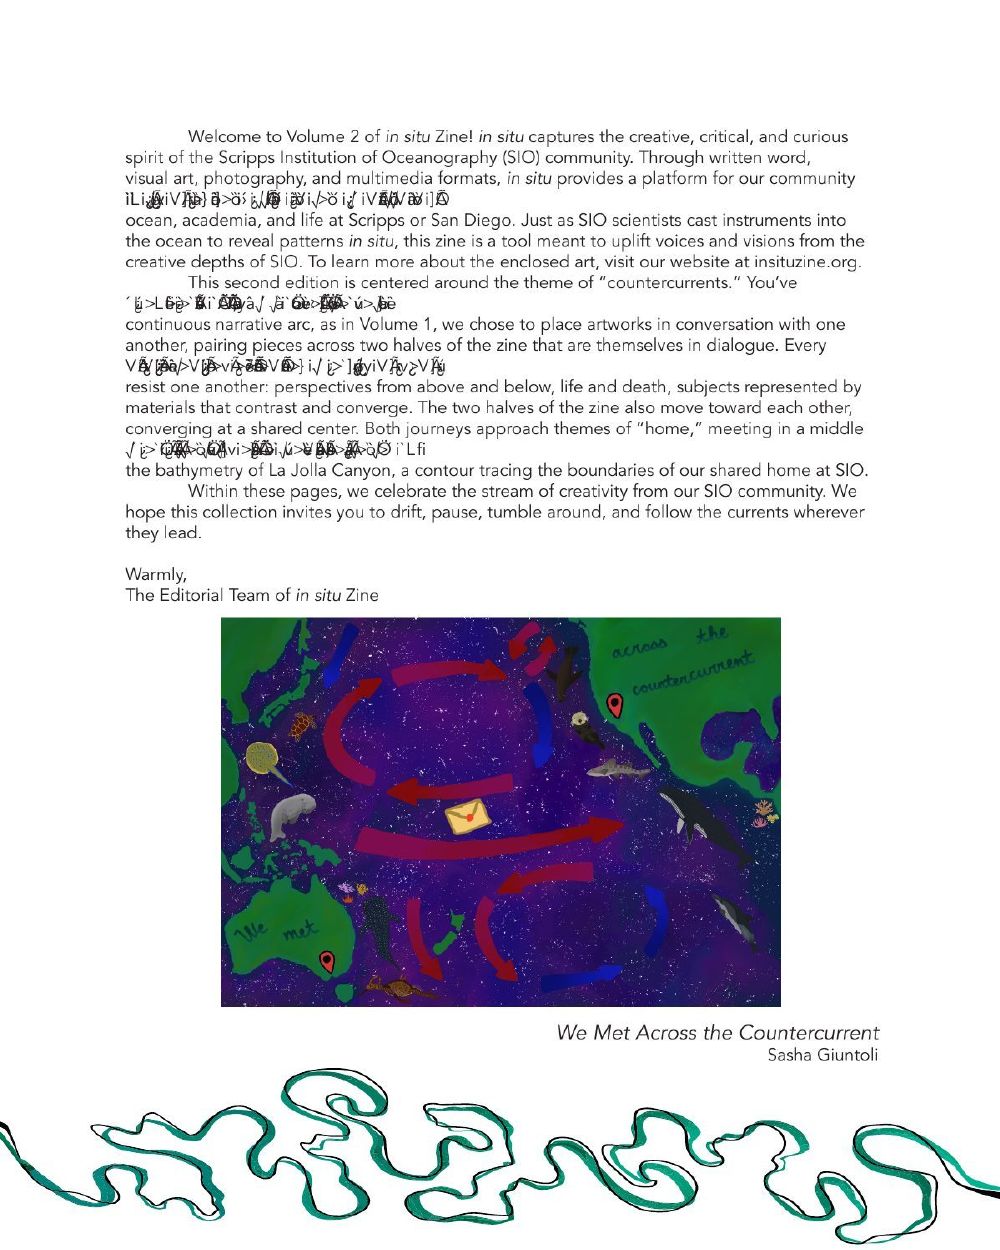 Welcome to Volume 2 of in situ Zine! in situ captures the creative, critical, and curious
spirit of the Scripps Institution of Oceanography (SIO) community. Through written word,
visual art, photography, and multimedia formats, in situ provides a platform for our community
ocean, academia, and life at Scripps or San Diego. Just as SIO scientists cast instruments into
the ocean to reveal patterns in situ, this zine is a tool meant to uplift voices and visions from the
creative depths of SIO. To learn more about the enclosed art, visit our website at insituzine.org.
This second edition is centered around the theme of “countercurrents.” You’ve
continuous narrative arc, as in Volume 1, we chose to place artworks in conversation with one
another, pairing pieces across two halves of the zine that are themselves in dialogue. Every
resist one another: perspectives from above and below, life and death, subjects represented by
materials that contrast and converge. The two halves of the zine also move toward each other,
converging at a shared center. Both journeys approach themes of “home,” meeting in a middle
the bathymetry of La Jolla Canyon, a contour tracing the boundaries of our shared home at SIO.
Within these pages, we celebrate the stream of creativity from our SIO community. We
hope this collection invites you to drift, pause, tumble around, and follow the currents wherever
they lead.
Warmly,
The Editorial Team of in situ Zine
across the
countercurrent
We met
We Met Across the Countercurrent
Sasha Giuntoli